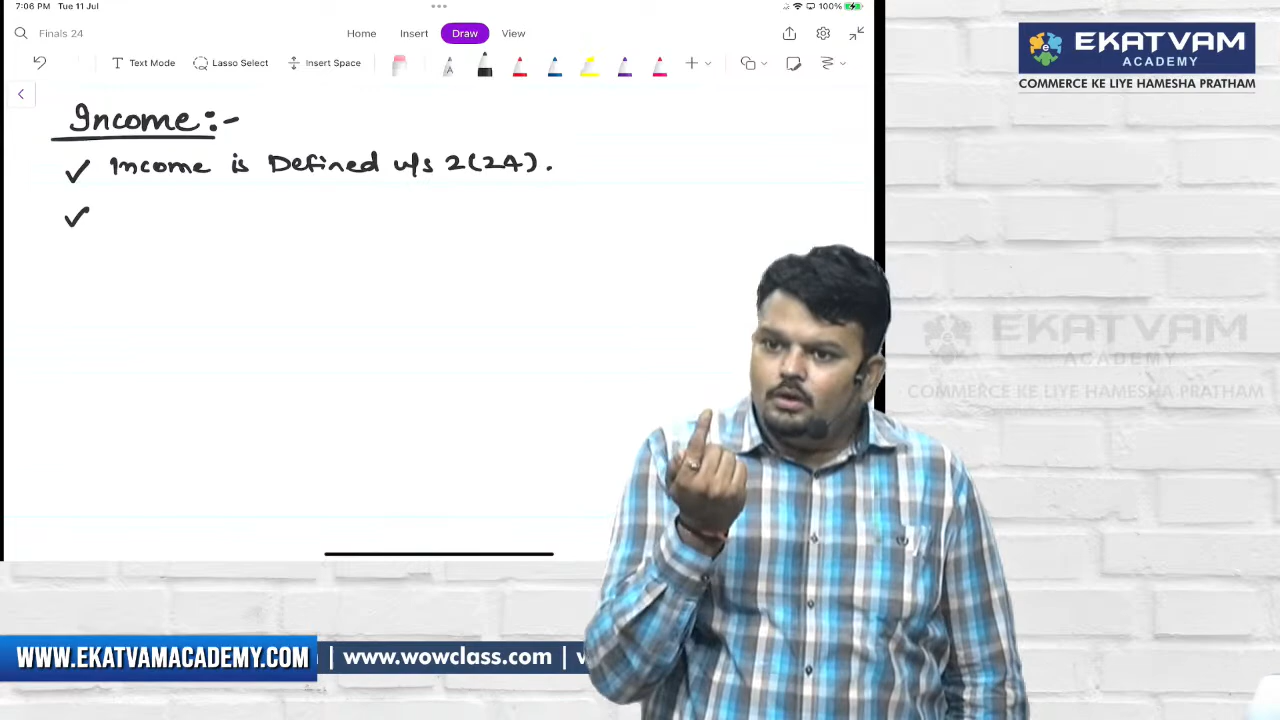 7:06 PM Tue 11 Jul
100%
Finals 24
Home Insert Draw View
Text Mode Lasso Select Insert Space
Income:-
✓ Income is Defined u/s 2(24).
✓
EKATVAM
ACADEMY
COMMERCE KE LIYE HAMESHA PRATHAM
EKATVAM
ACADEMY
COMMERCE KE LIYE HAMESHA PRATHAM
WWW.EKATVAMACADEMY.COM | www.wowclass.com |